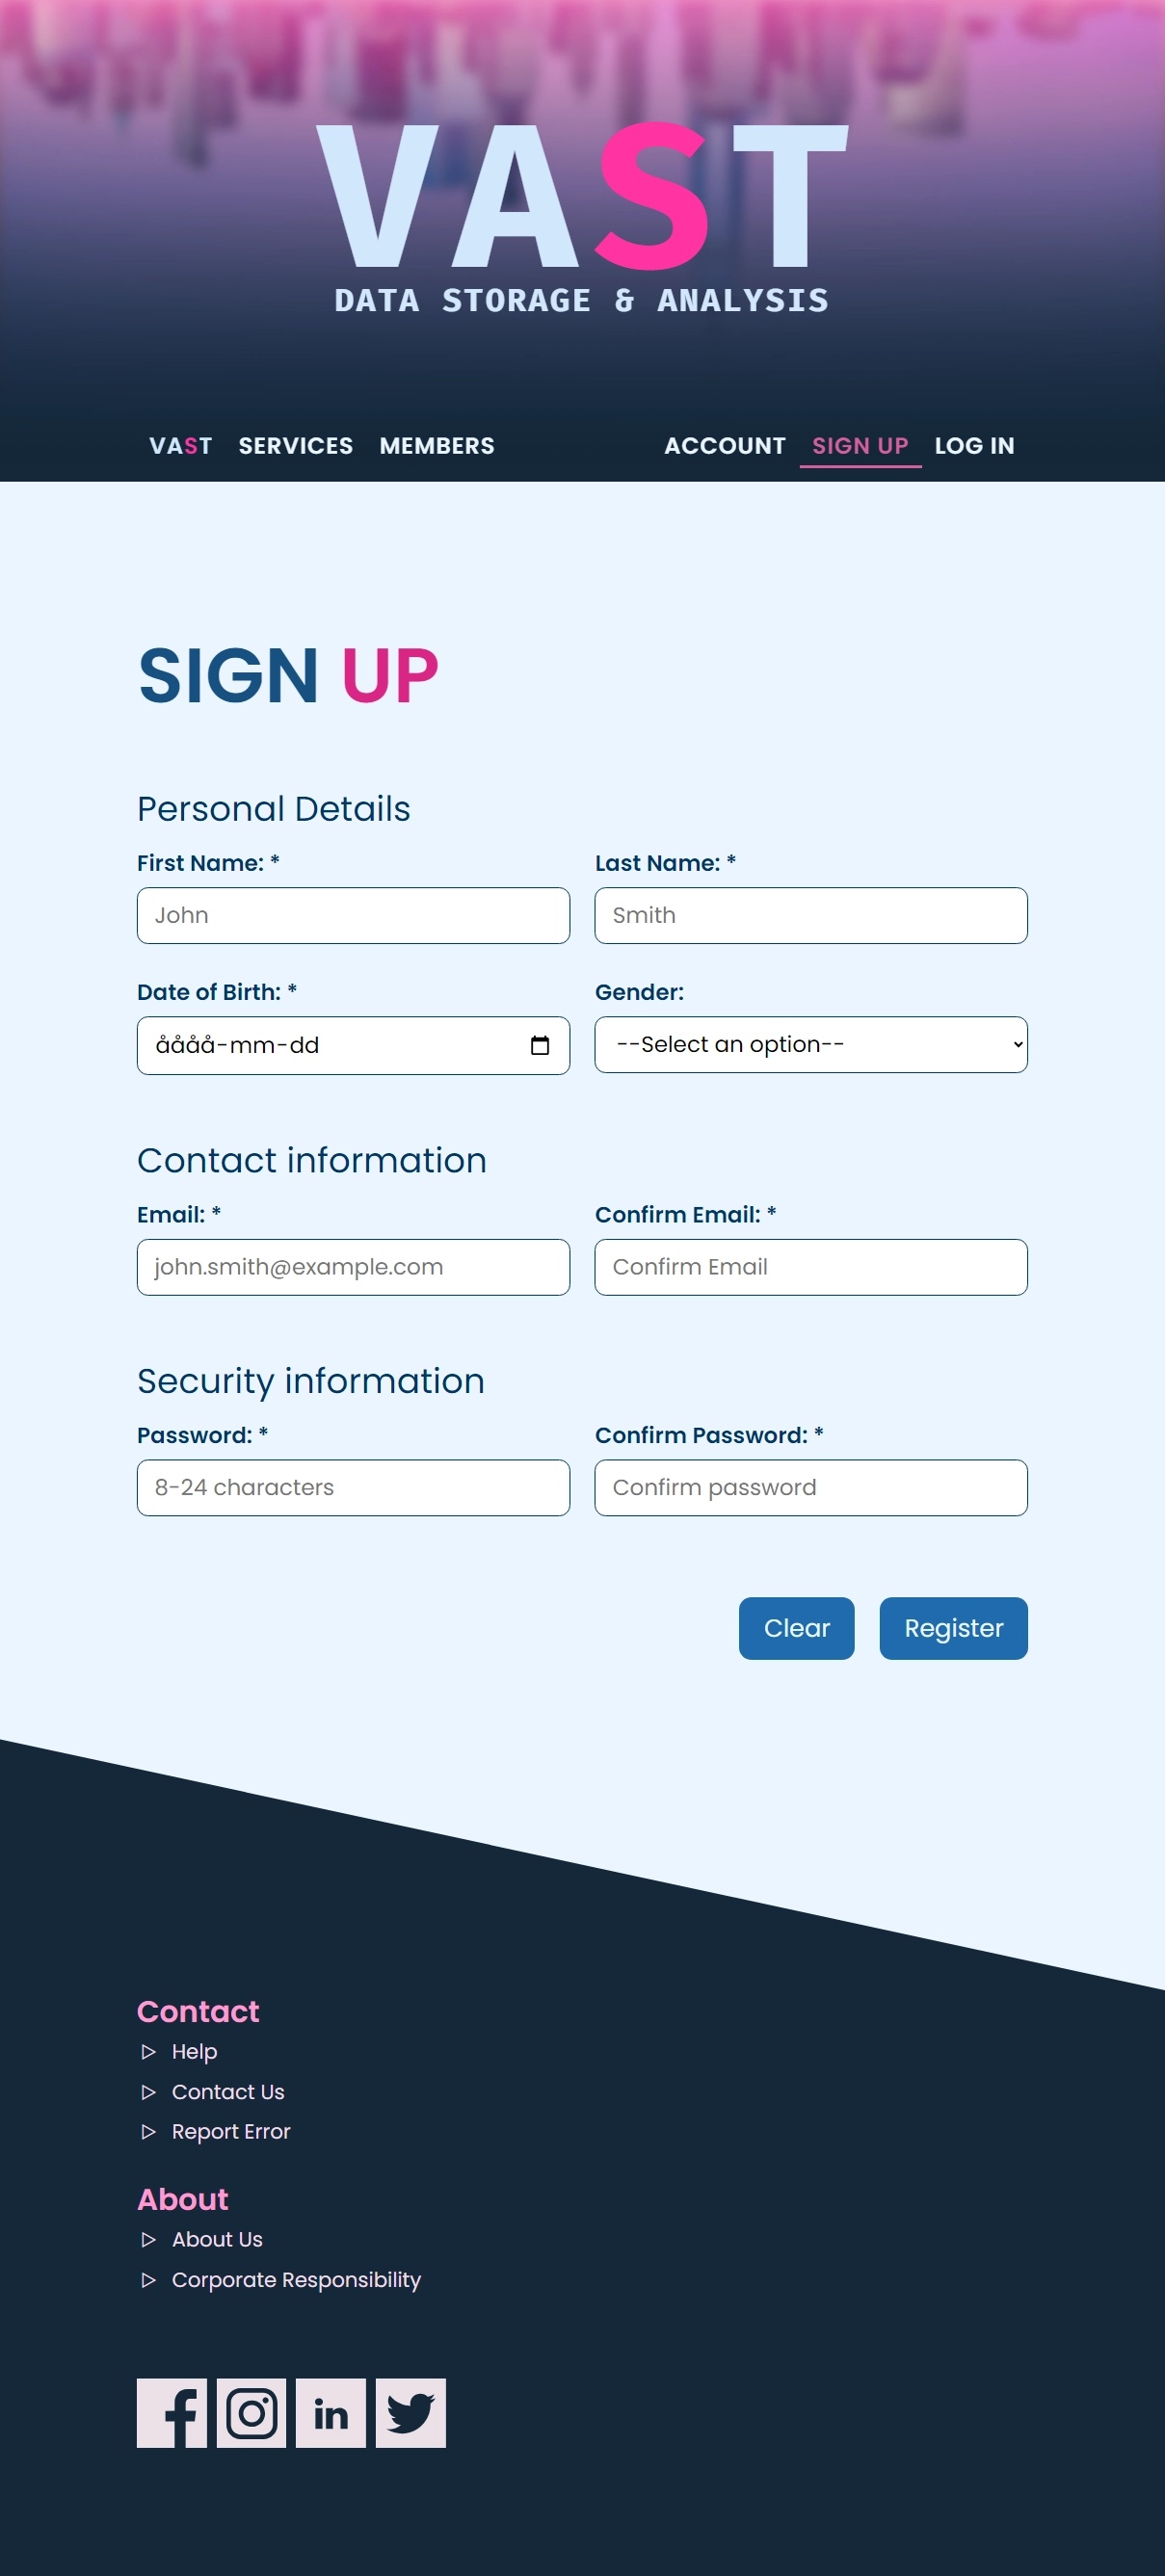 VAST
DATA STORAGE & ANALYSIS
VAST SERVICES MEMBERS ACCOUNT SIGN UP LOG IN
SIGN UP
Personal Details
First Name: * Last Name: *
John Smith
Date of Birth: * Gender:
åååå-mm-dd --Select an option--
Contact information
Email: * Confirm Email: *
john.smith@example.com Confirm Email
Security information
Password: * Confirm Password: *
8-24 characters Confirm password
Clear Register
Contact
Help
Contact Us
Report Error
About
About Us
Corporate Responsibility
in